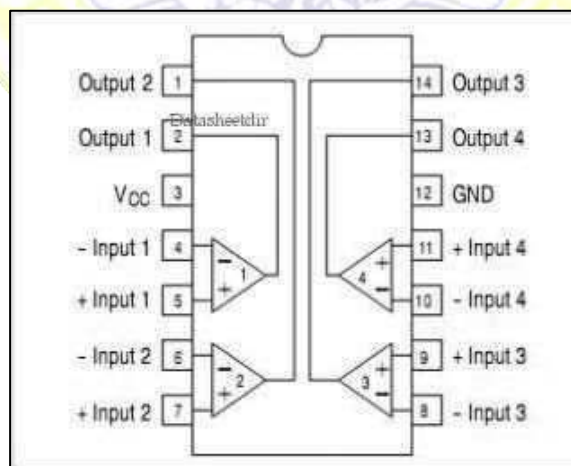 Output 2 1 14 Output 3
Datasheetdir
Output 1 2 13 Output 4
VCC 3 12 GND
- Input 1 4 - 11 + Input 4
1 + 4
+ Input 1 5 + - 10 - Input 4
- Input 2 6 - 9 + Input 3
2 + 3
+ Input 2 7 + - 8 - Input 3